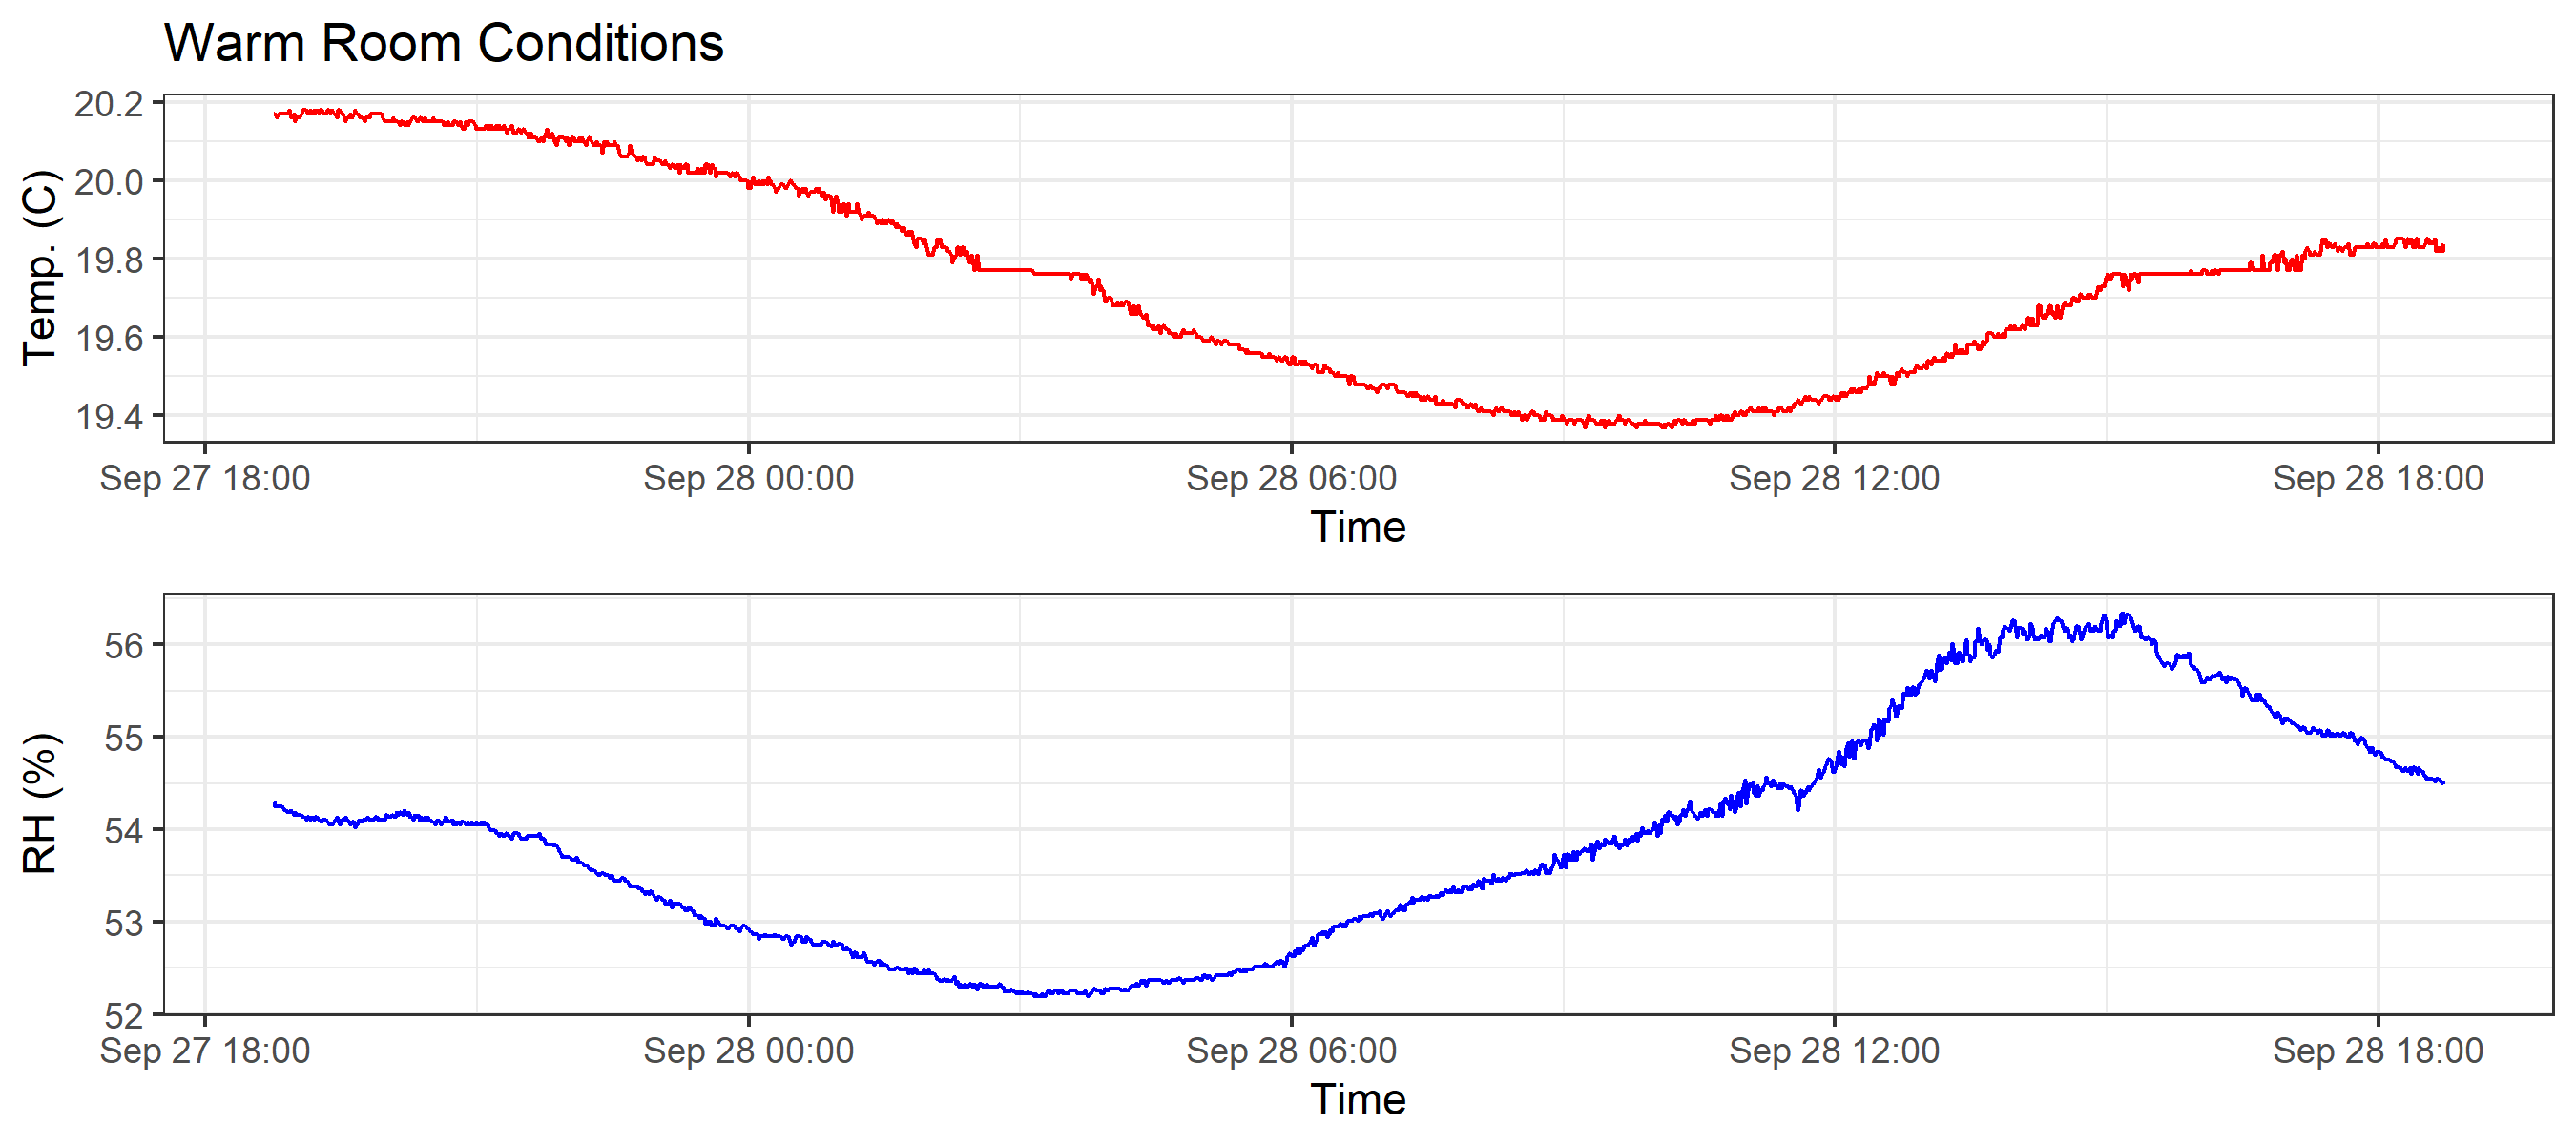 Warm Room Conditions
20.2
20.0
19.8
19.6
19.4
Temp. (C)
Sep 27 18:00 Sep 28 00:00 Sep 28 06:00 Sep 28 12:00 Sep 28 18:00
Time
56
55
54
53
52
RH (%)
Sep 27 18:00 Sep 28 00:00 Sep 28 06:00 Sep 28 12:00 Sep 28 18:00
Time